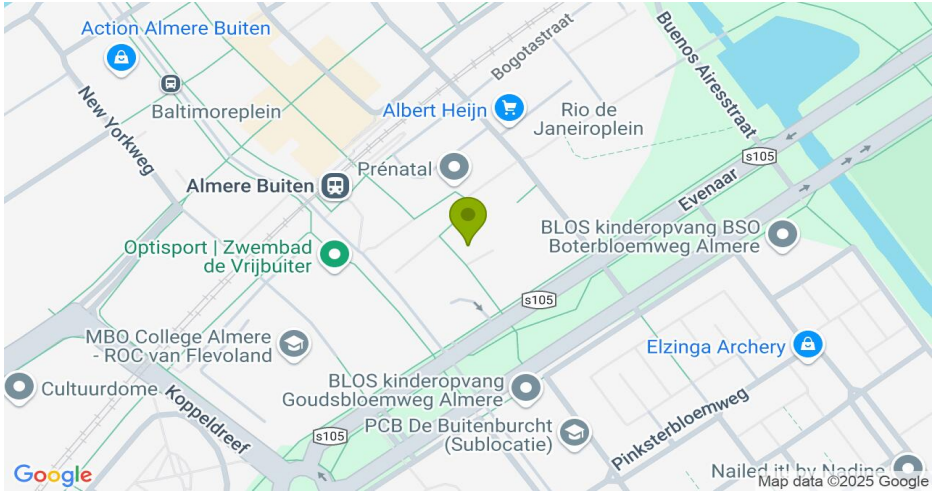 Action Almere Buiten
Baltimoreplein
New Yorkweg
Bogotastraat
Buenos Airesstraat
Albert Heijn
Rio de
Janeiroplein
Prénatal
s105
Evenaar
Almere Buiten
Optisport | Zwembad
de Vrijbuiter
BLOS kinderopvang BSO
Boterbloemweg Almere
s105
MBO College Almere
- ROC van Flevoland
Elzinga Archery
Cultuurdome
Koppeldreef
BLOS kinderopvang
Goudsbloemweg Almere
s105
PCB De Buitenburcht
(Sublocatie)
Pinksterbloemweg
Nailed it! by Nadine
Google
Map data ©2025 Google